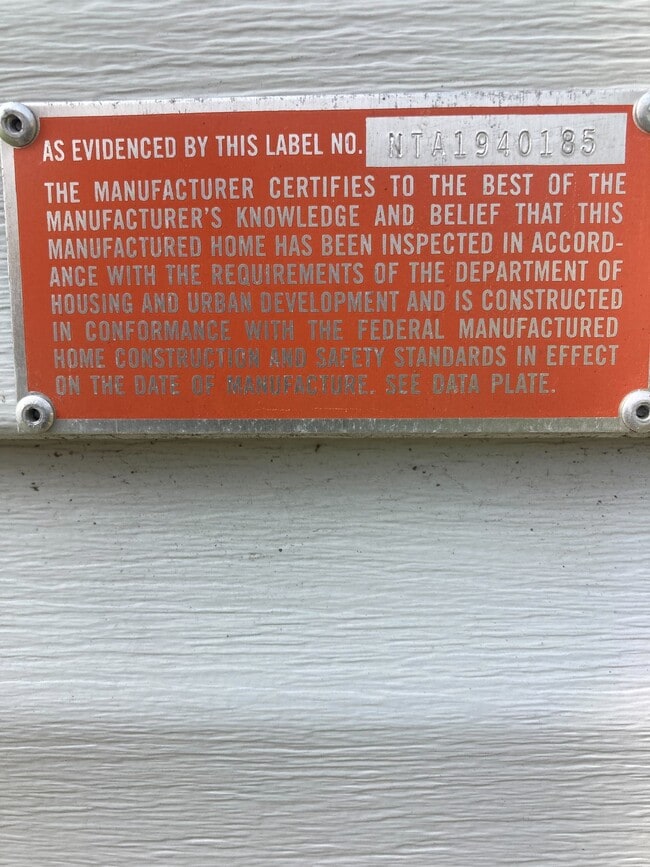 AS EVIDENCED BY THIS LABEL NO. NTA1940185
THE MANUFACTURER CERTIFIES TO THE BEST OF THE
MANUFACTURER'S KNOWLEDGE AND BELIEF THAT THIS
MANUFACTURED HOME HAS BEEN INSPECTED IN ACCORD-
ANCE WITH THE REQUIREMENTS OF THE DEPARTMENT OF
HOUSING AND URBAN DEVELOPMENT AND IS CONSTRUCTED
IN CONFORMANCE WITH THE FEDERAL MANUFACTURED
HOME CONSTRUCTION AND SAFETY STANDARDS IN EFFECT
ON THE DATE OF MANUFACTURE. SEE DATA PLATE.